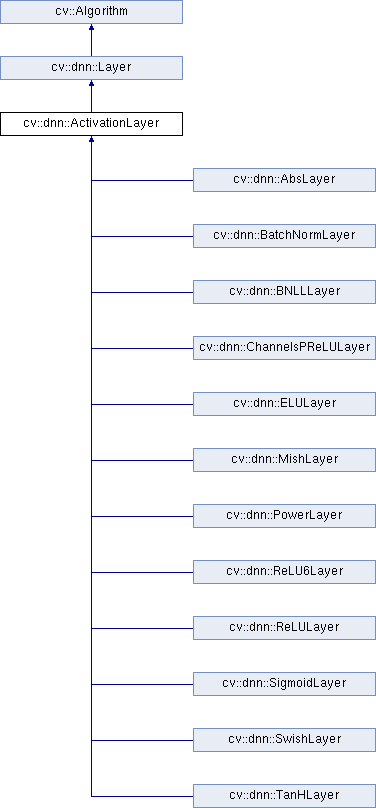 cv::Algorithm
cv::dnn::Layer
cv::dnn::ActivationLayer
cv::dnn::AbsLayer
cv::dnn::BatchNormLayer
cv::dnn::BNLLLayer
cv::dnn::ChannelsPReLULayer
cv::dnn::ELULayer
cv::dnn::MishLayer
cv::dnn::PowerLayer
cv::dnn::ReLU6Layer
cv::dnn::ReLULayer
cv::dnn::SigmoidLayer
cv::dnn::SwishLayer
cv::dnn::TanHLayer